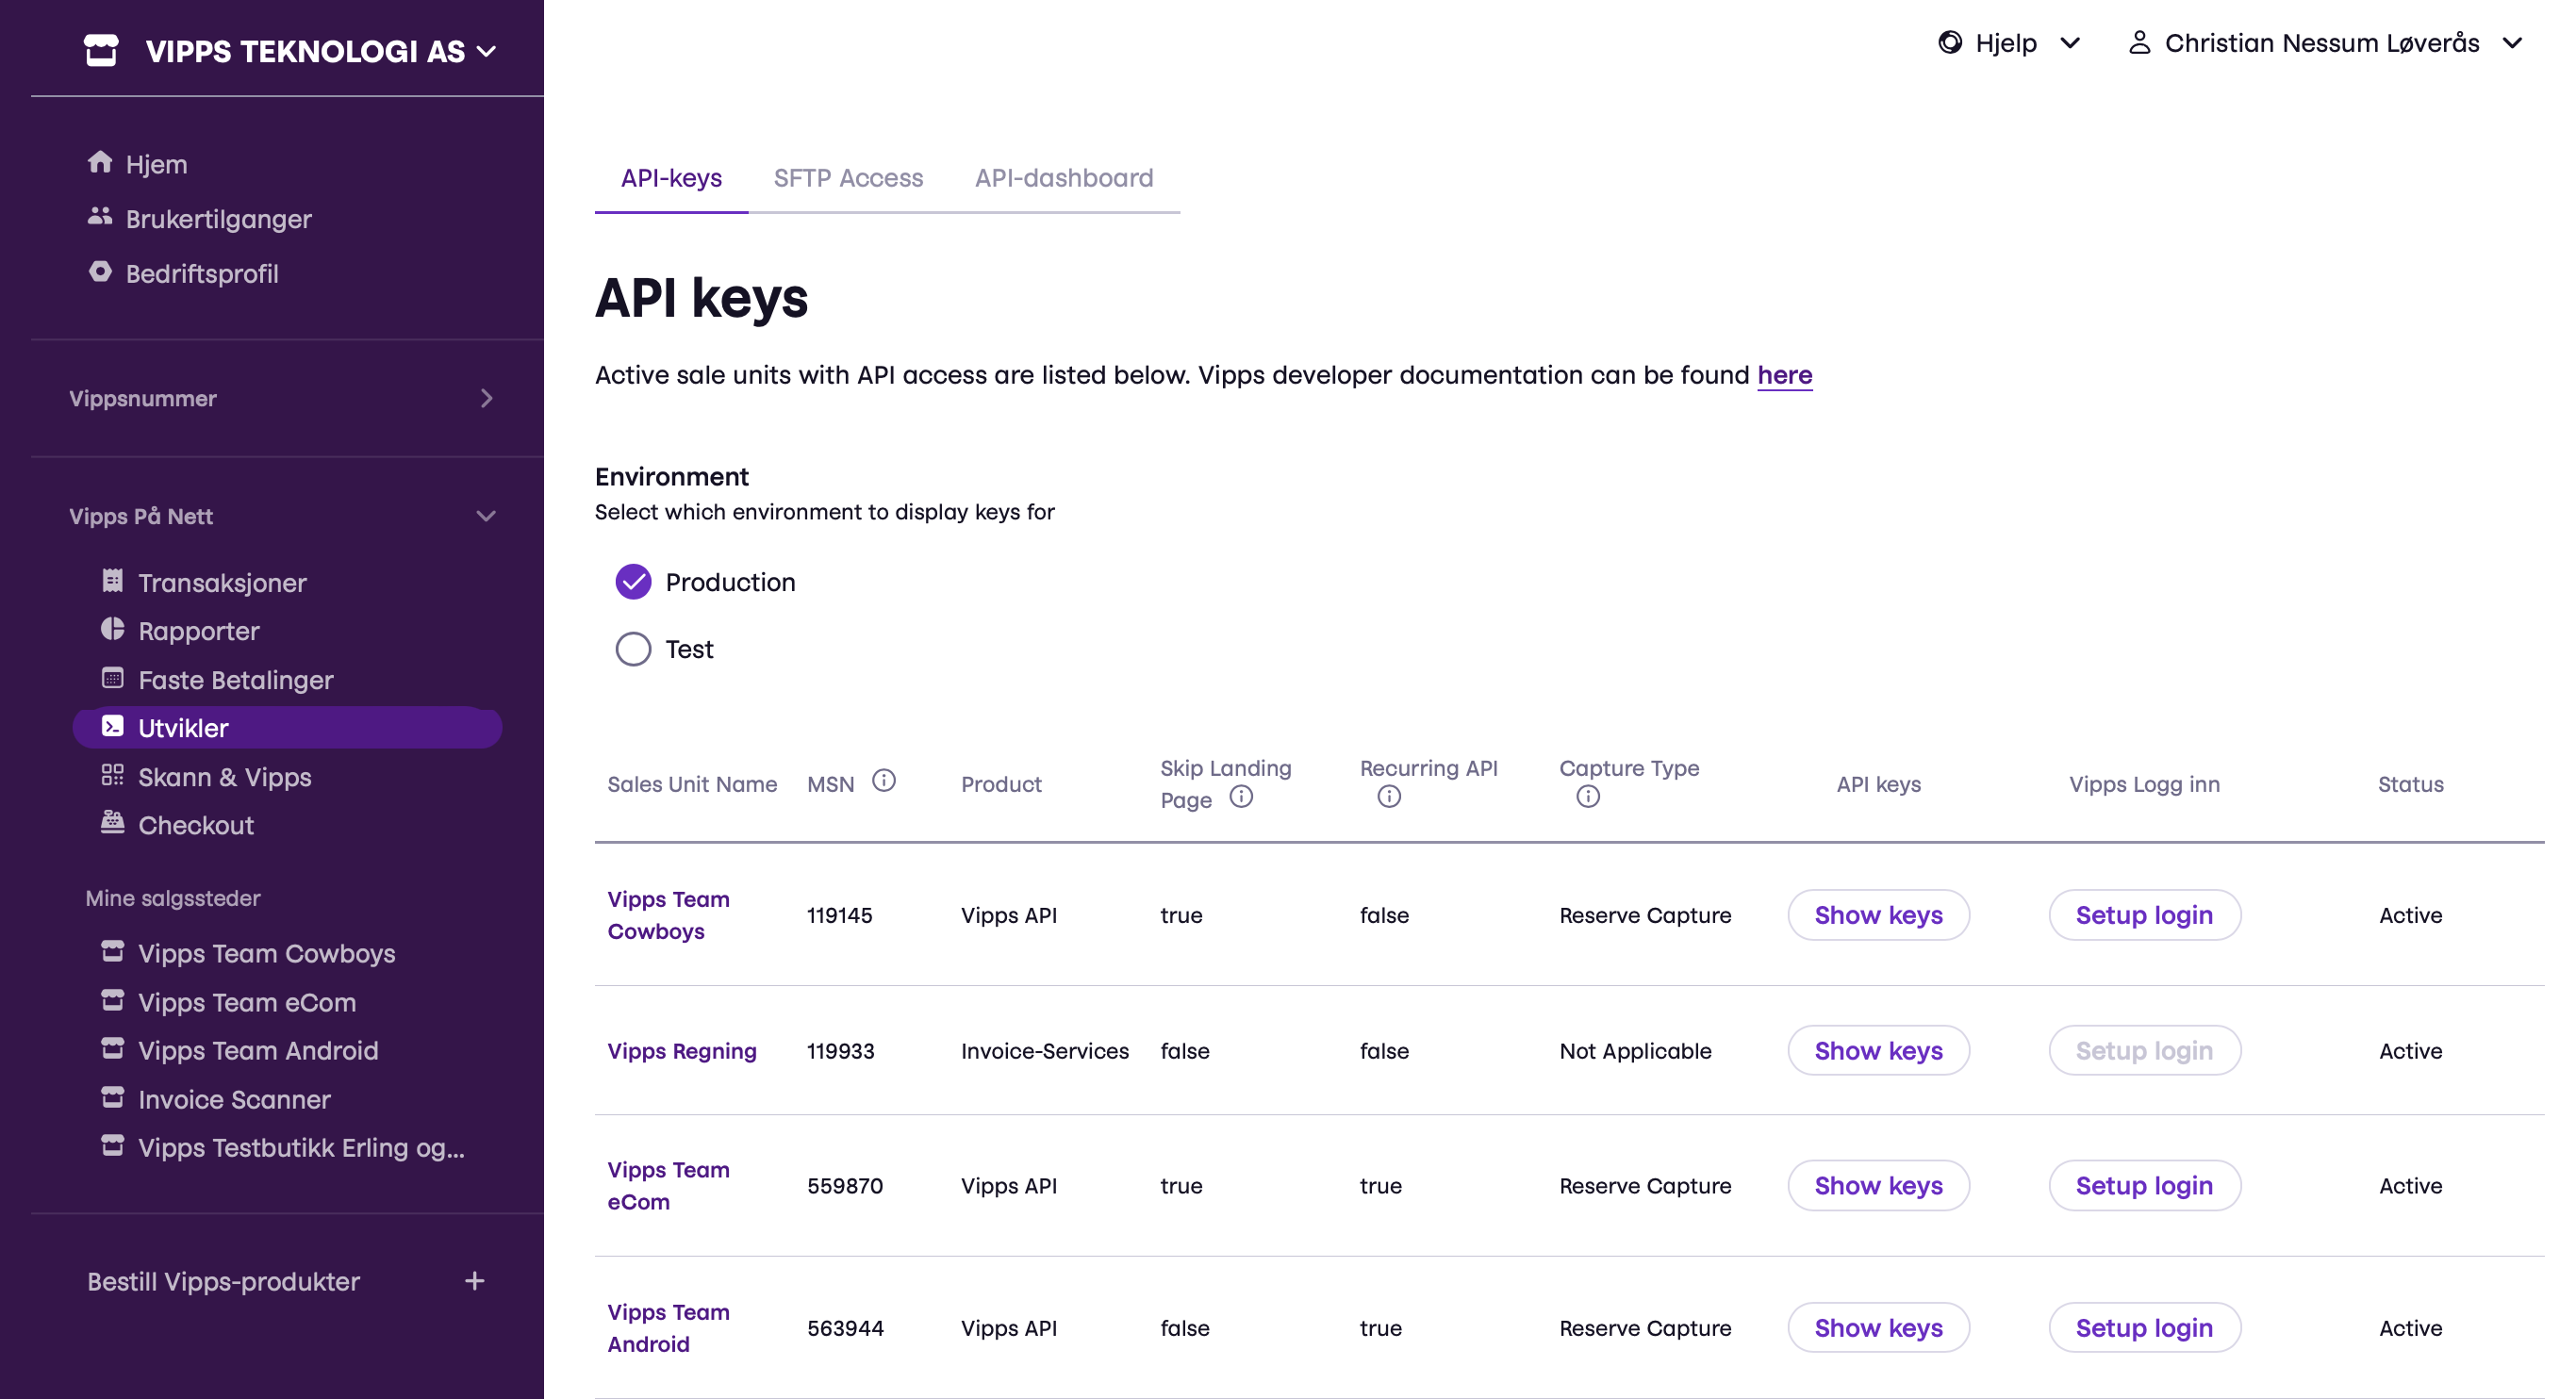 VIPPS TEKNOLOGI AS
Hjem
Brukertilganger
Bedriftsprofil
Vippsnummer
Vipps På Nett
Transaksjoner
Rapporter
Faste Betalinger
Utvikler
Skann & Vipps
Checkout
Mine salgssteder
Vipps Team Cowboys
Vipps Team eCom
Vipps Team Android
Invoice Scanner
Vipps Testbutikk Erling og...
Bestill Vipps-produkter
Hjelp
Christian Nessum Løverås
API-keys SFTP Access API-dashboard
API keys
Active sale units with API access are listed below. Vipps developer documentation can be found here
Environment
Select which environment to display keys for
Production
Test
Sales Unit Name MSN Product Skip Landing Page Recurring API Capture Type API keys Vipps Logg inn Status
Vipps Team Cowboys 119145 Vipps API true false Reserve Capture Show keys Setup login Active
Vipps Regning 119933 Invoice-Services false false Not Applicable Show keys Setup login Active
Vipps Team eCom 559870 Vipps API true true Reserve Capture Show keys Setup login Active
Vipps Team Android 563944 Vipps API false true Reserve Capture Show keys Setup login Active